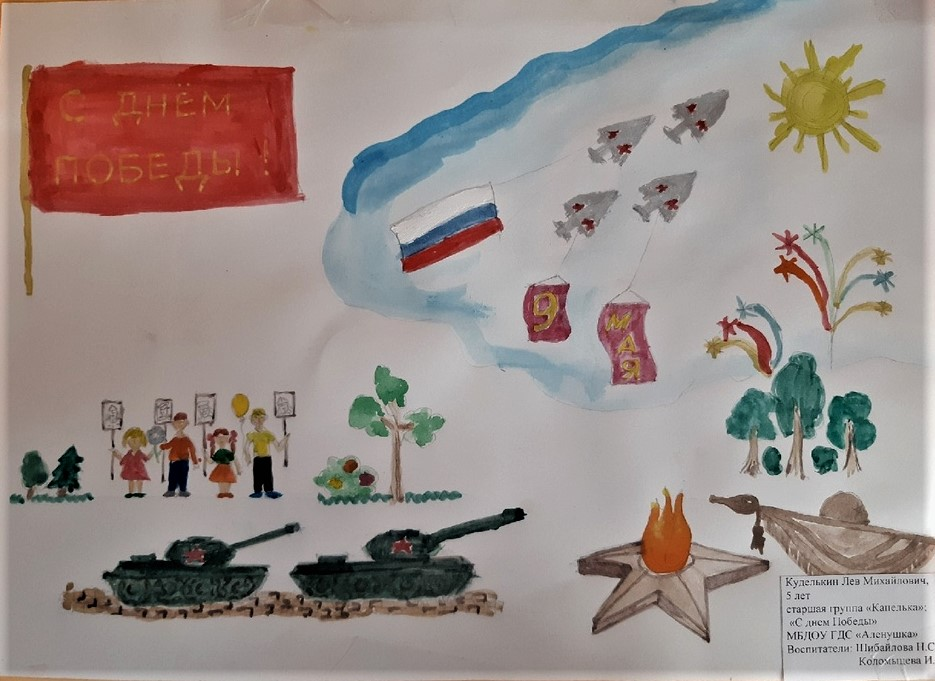 С ДНЁМ
ПОБЕДЫ!
9
МАЯ
Куделькин Лев Михайлович,
5 лет
старшая группа «Капелька»;
«С днем Победы»
МБДОУ ГДС «Аленушка»
Воспитатели: Шибайлова Н.С
Коломыцева И.